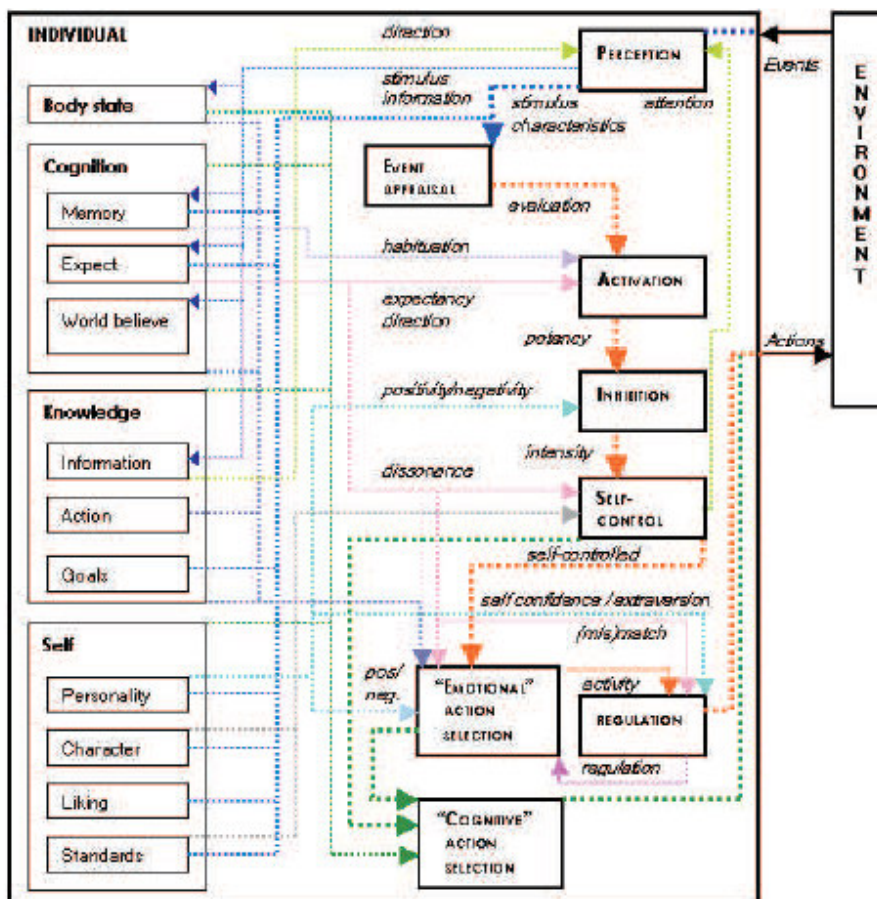 INDIVIDUAL
Body state
Cognition
Memory
Expect
World believe
Knowledge
Information
Action
Goals
Self
Personality
Character
Liking
Standards
direction
stimulus
information
PERCEPTION
stimulus
characteristics
attention
EVENT
APPRAISAL
evaluation
habituation
ACTIVATION
expectancy
direction
potency
positivity/negativity
INHIBITION
intensity
dissonance
SELF-
CONTROL
self-controlled
self confidence / extraversion
(mis)match
pos/
neg.
"EMOTIONAL"
ACTION
SELECTION
activity
REGULATION
regulation
"COGNITIVE"
ACTION
SELECTION
Events
Actions
ENVIRONMENT